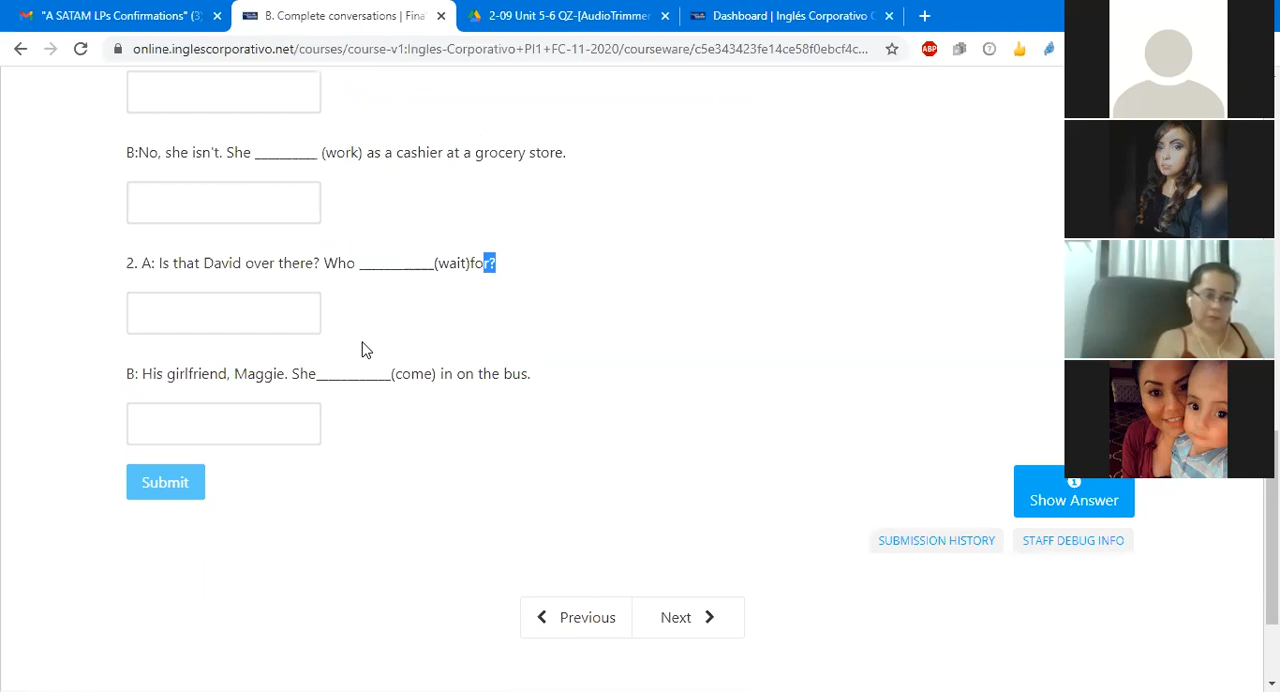 "A SATAM LPs Confirmations" (3
B. Complete conversations | Fina
2-09 Unit 5-6 QZ-[AudioTrimmer
Dashboard | Inglés Corporativo
online.inglescorporativo.net/courses/course-v1:Ingles-Corporativo+PI1+FC-11-2020/courseware/c5e343423fe14ce58f0ebcf4c...
ABP
B:No, she isn't. She __________ (work) as a cashier at a grocery store.
2. A: Is that David over there? Who ____________(wait)for?
B: His girlfriend, Maggie. She____________(come) in on the bus.
Submit
Show Answer
SUBMISSION HISTORY
STAFF DEBUG INFO
Previous
Next